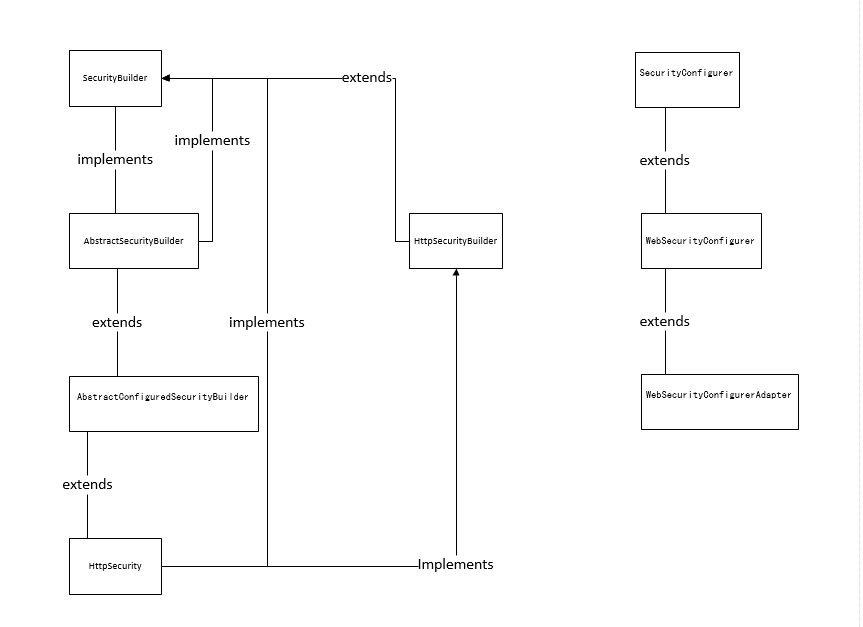 SecurityBuilder
extends
SecurityConfigurer
implements
implements
extends
AbstractSecurityBuilder
HttpSecurityBuilder
WebSecurityConfigurer
extends
implements
extends
AbstractConfiguredSecurityBuilder
WebSecurityConfigurerAdapter
extends
HttpSecurity
Implements